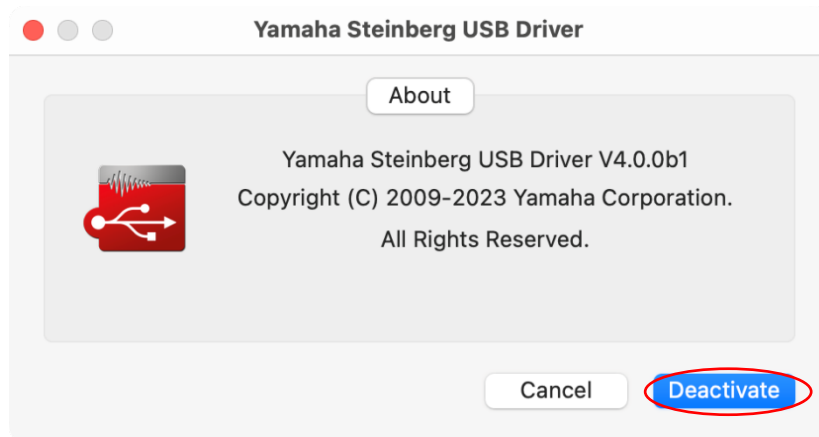 Yamaha Steinberg USB Driver
About
Yamaha Steinberg USB Driver V4.0.0b1
Copyright (C) 2009-2023 Yamaha Corporation.
All Rights Reserved.
Cancel
Deactivate